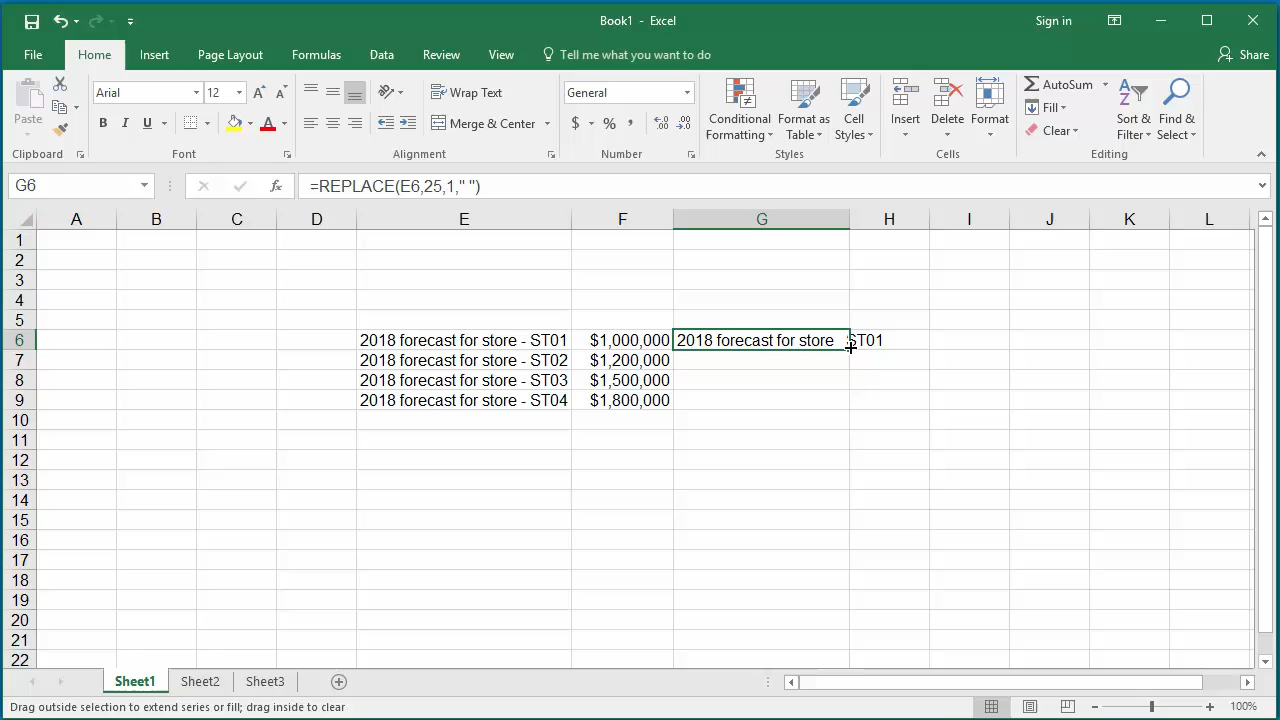 Book1 - Excel
Sign in
File Home Insert Page Layout Formulas Data Review View Tell me what you want to do Share
Paste
Clipboard
Arial 12
B I U A A A
Font
Wrap Text
Merge & Center
Alignment
General
$ % ,
Number
Conditional Formatting
Format as Table
Cell Styles
Styles
Insert Delete Format
Cells
AutoSum
Fill
Clear
Sort & Filter
Find & Select
Editing
G6 fx =REPLACE(E6,25,1," ")
A B C D E F G H I J K L
1
2
3
4
5
6 2018 forecast for store - ST01 $1,000,000 2018 forecast for store ST01
7 2018 forecast for store - ST02 $1,200,000
8 2018 forecast for store - ST03 $1,500,000
9 2018 forecast for store - ST04 $1,800,000
10
11
12
13
14
15
16
17
18
19
20
21
22
Sheet1 Sheet2 Sheet3
Drag outside selection to extend series or fill; drag inside to clear 100%